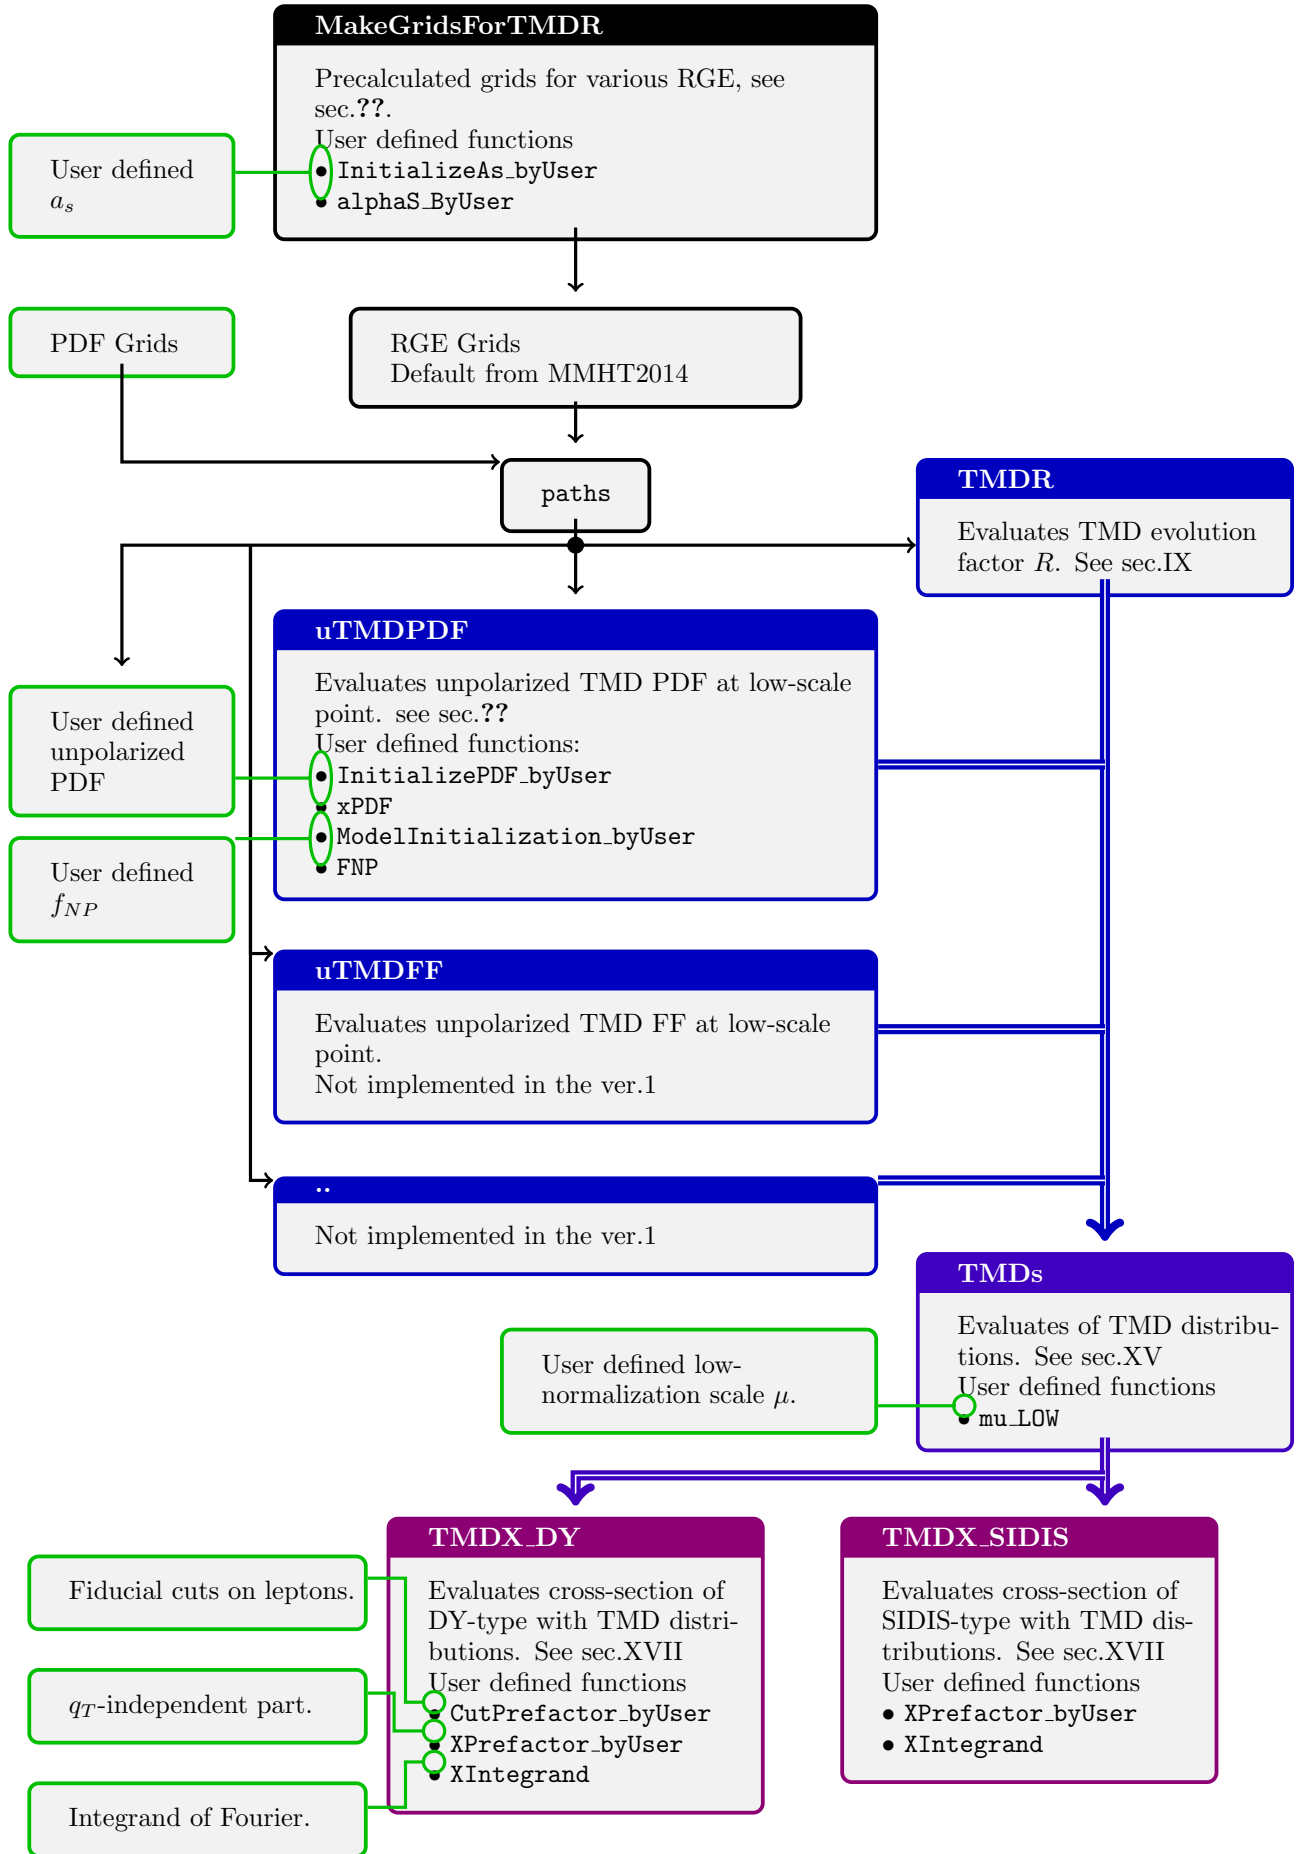 MakeGridsForTMDR
Precalculated grids for various RGE, see
sec.??.
User defined functions
• InitializeAs_byUser
• alphaS_ByUser
User defined
a_s
PDF Grids
RGE Grids
Default from MMHT2014
paths
TMDR
Evaluates TMD evolution
factor R. See sec.IX
uTMDPDF
Evaluates unpolarized TMD PDF at low-scale
point. see sec.??
User defined functions:
• InitializePDF_byUser
• xPDF
• ModelInitialization_byUser
• FNP
User defined
unpolarized
PDF
User defined
f_{NP}
uTMDFF
Evaluates unpolarized TMD FF at low-scale
point.
Not implemented in the ver.1
..
Not implemented in the ver.1
TMDs
Evaluates of TMD distribu-
tions. See sec.XV
User defined functions
• mu_LOW
User defined low-
normalization scale μ.
TMDX_DY
Evaluates cross-section of
DY-type with TMD distri-
butions. See sec.XVII
User defined functions
• CutPrefactor_byUser
• XPrefactor_byUser
• XIntegrand
TMDX_SIDIS
Evaluates cross-section of
SIDIS-type with TMD dis-
tributions. See sec.XVII
User defined functions
• XPrefactor_byUser
• XIntegrand
Fiducial cuts on leptons.
q_T-independent part.
Integrand of Fourier.